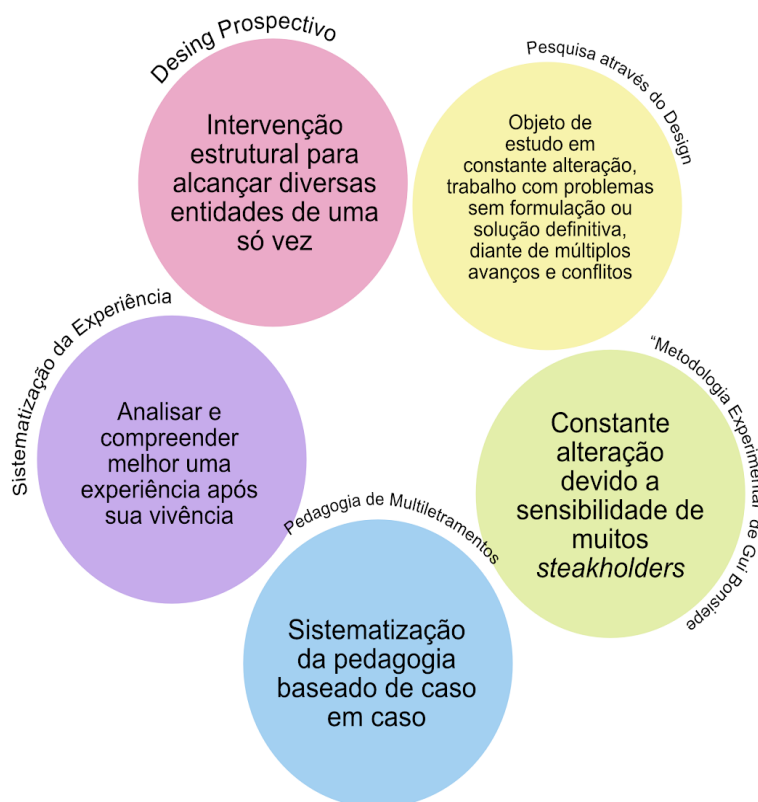 Desing Prospectivo
Intervenção
estrutural para
alcançar diversas
entidades de uma
só vez
Pesquisa através do Design
Objeto de
estudo em
constante alteração,
trabalho com problemas
sem formulação ou
solução definitiva,
diante de múltiplos
avanços e conflitos
Sistematização da Experiência
Analisar e
compreender
melhor uma
experiência após
sua vivência
“Metodologia Experimental de Gui Bonsiepe
Constante
alteração
devido a
sensibilidade de
muitos
steakholders
Pedagogia de Multiletramentos
Sistematização
da pedagogia
baseado de caso
em caso